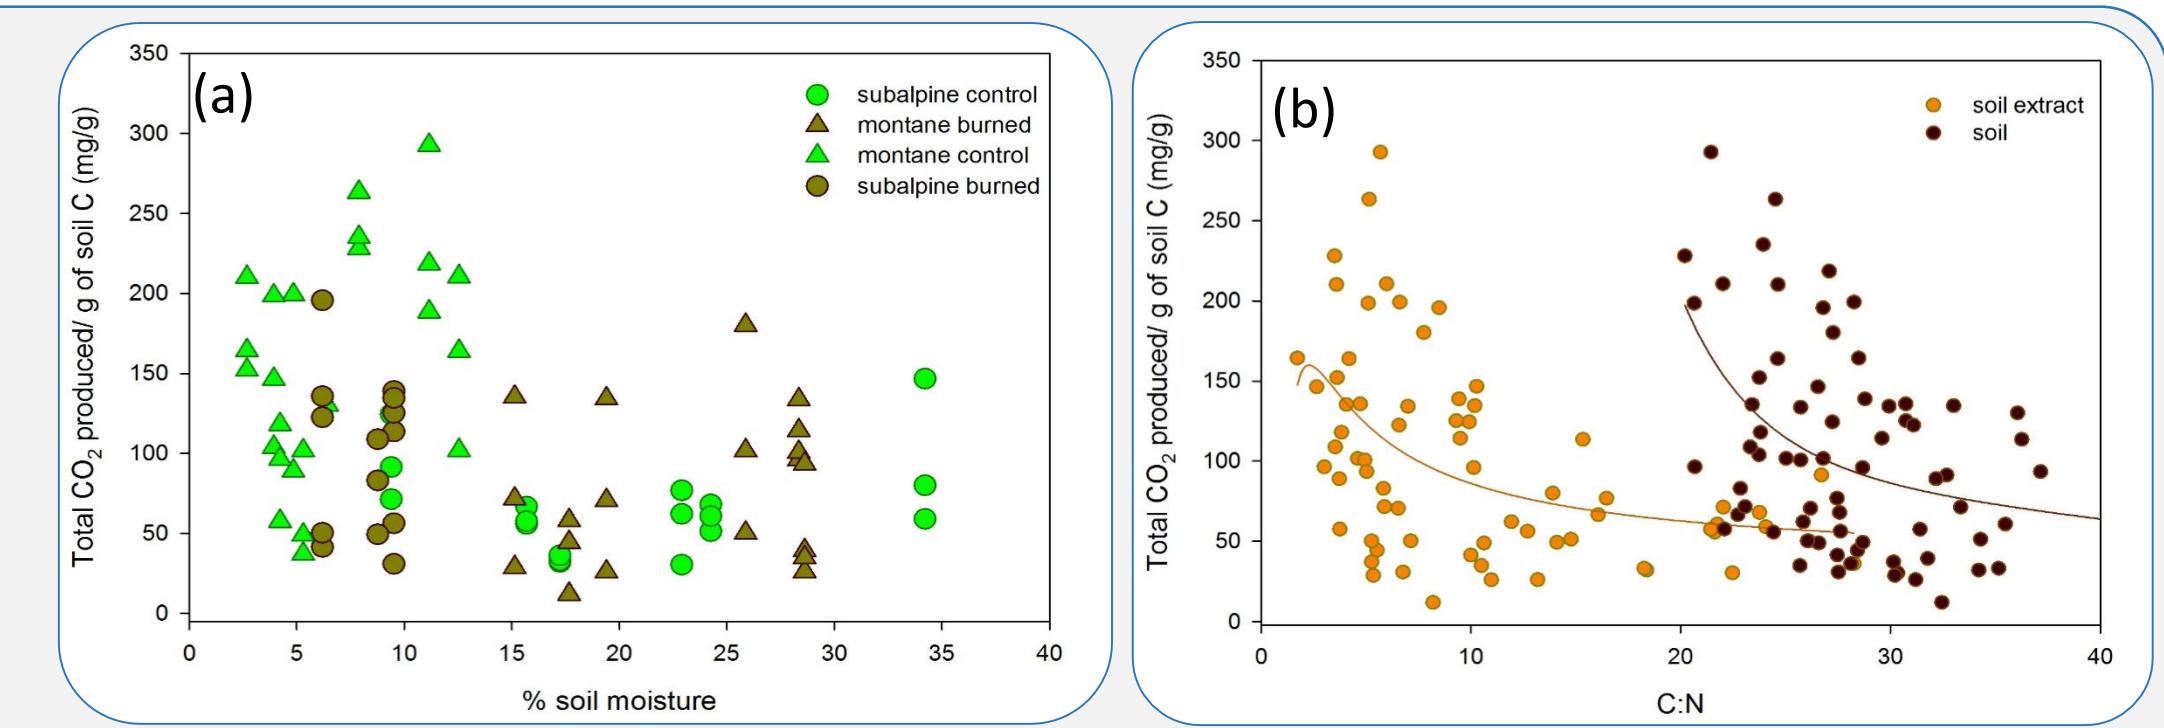 (a)
350
300
250
200
150
100
50
0
0 5 10 15 20 25 30 35 40
Total CO2 produced/ g of soil C (mg/g)
% soil moisture
subalpine control
montane burned
montane control
subalpine burned
(b)
350
300
250
200
150
100
50
0
0 10 20 30 40
Total CO2 produced/ g of soil C (mg/g)
C:N
soil extract
soil